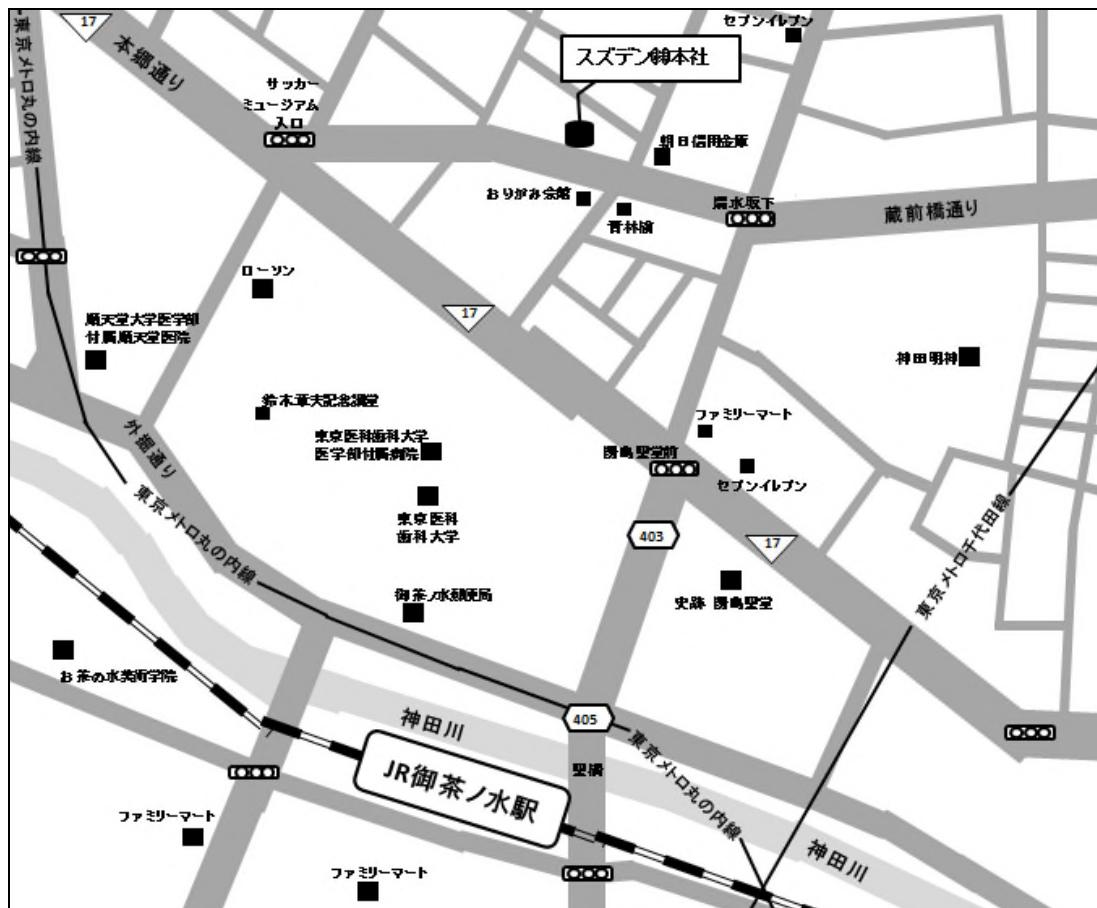 17
セブンイレブン
東京メトロ丸の内線
本郷通り
スズデン㈱本社
サッカー
ミュージアム
入口
朝日信用金庫
おりがみ会館
清水坂下
蔵前橋通り
ローソン
17
順天堂大学医学部
付属順天堂医院
神田明神
鈴木章夫記念講堂
ファミリーマート
外堀通り
東京医科歯科大学
医学部付属病院
湯島聖堂前
セブンイレブン
東京メトロ丸の内線
東京医科
歯科大学
403
17
東京メトロ千代田線
史跡 湯島聖堂
御茶ノ水郵便局
お茶の水美術学院
神田川
405
JR御茶ノ水駅
聖橋
東京メトロ丸の内線
ファミリーマート
神田川
ファミリーマート